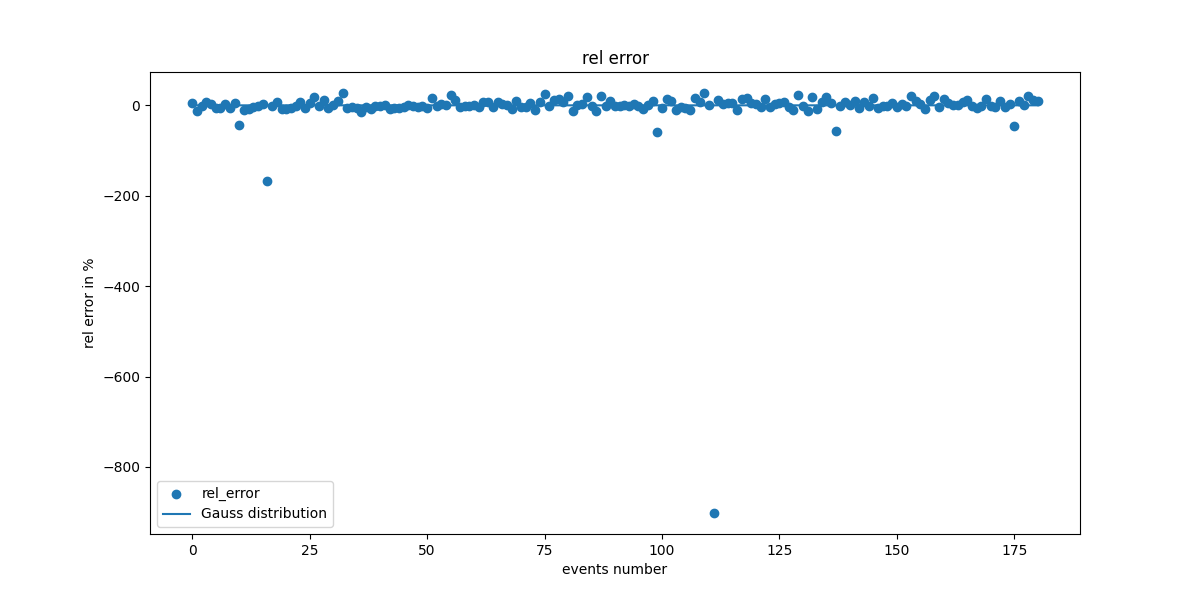 rel error
0
−200
−400
−600
−800
rel error in %
rel_error
Gauss distribution
0 25 50 75 100 125 150 175
events number